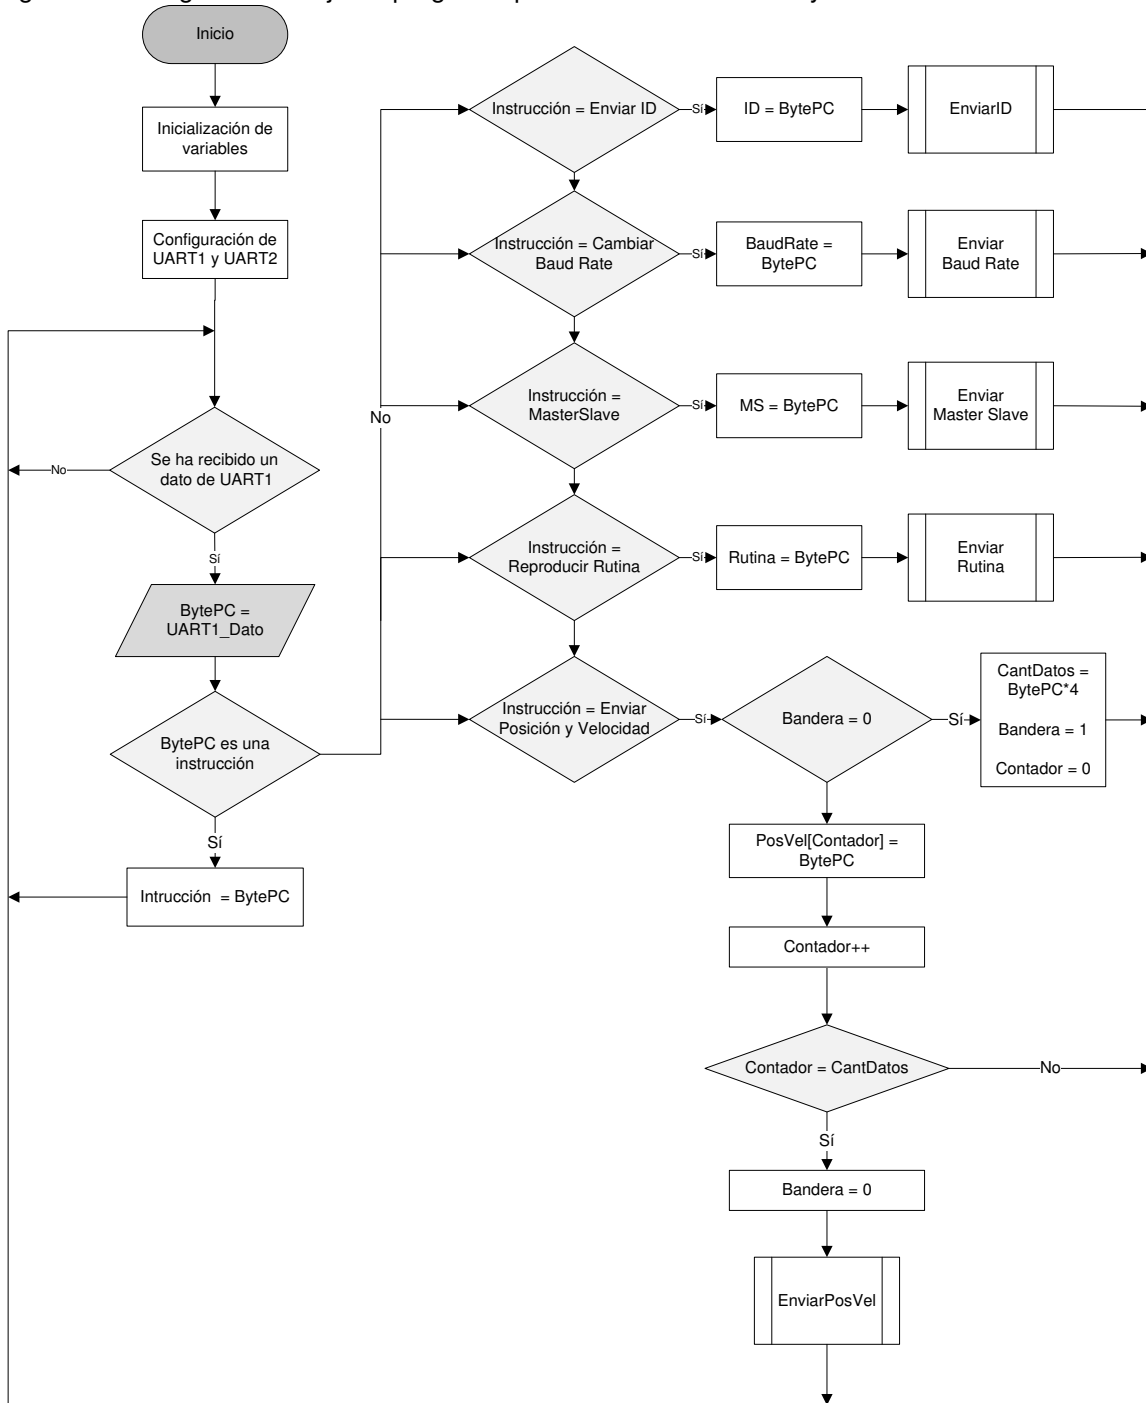 Inicio
Inicialización de
variables
Configuración de
UART1 y UART2
Se ha recibido un
dato de UART1
No
Sí
BytePC =
UART1_Dato
BytePC es una
instrucción
No
Sí
Intrucción = BytePC
Instrucción = Enviar ID
Sí
ID = BytePC
EnviarID
Instrucción = Cambiar
Baud Rate
Sí
BaudRate =
BytePC
Enviar
Baud Rate
Instrucción =
MasterSlave
Sí
MS = BytePC
Enviar
Master Slave
Instrucción =
Reproducir Rutina
Sí
Rutina = BytePC
Enviar
Rutina
Instrucción = Enviar
Posición y Velocidad
Sí
Bandera = 0
Sí
CantDatos =
BytePC*4
Bandera = 1
Contador = 0
PosVel[Contador] =
BytePC
Contador++
Contador = CantDatos
No
Sí
Bandera = 0
EnviarPosVel